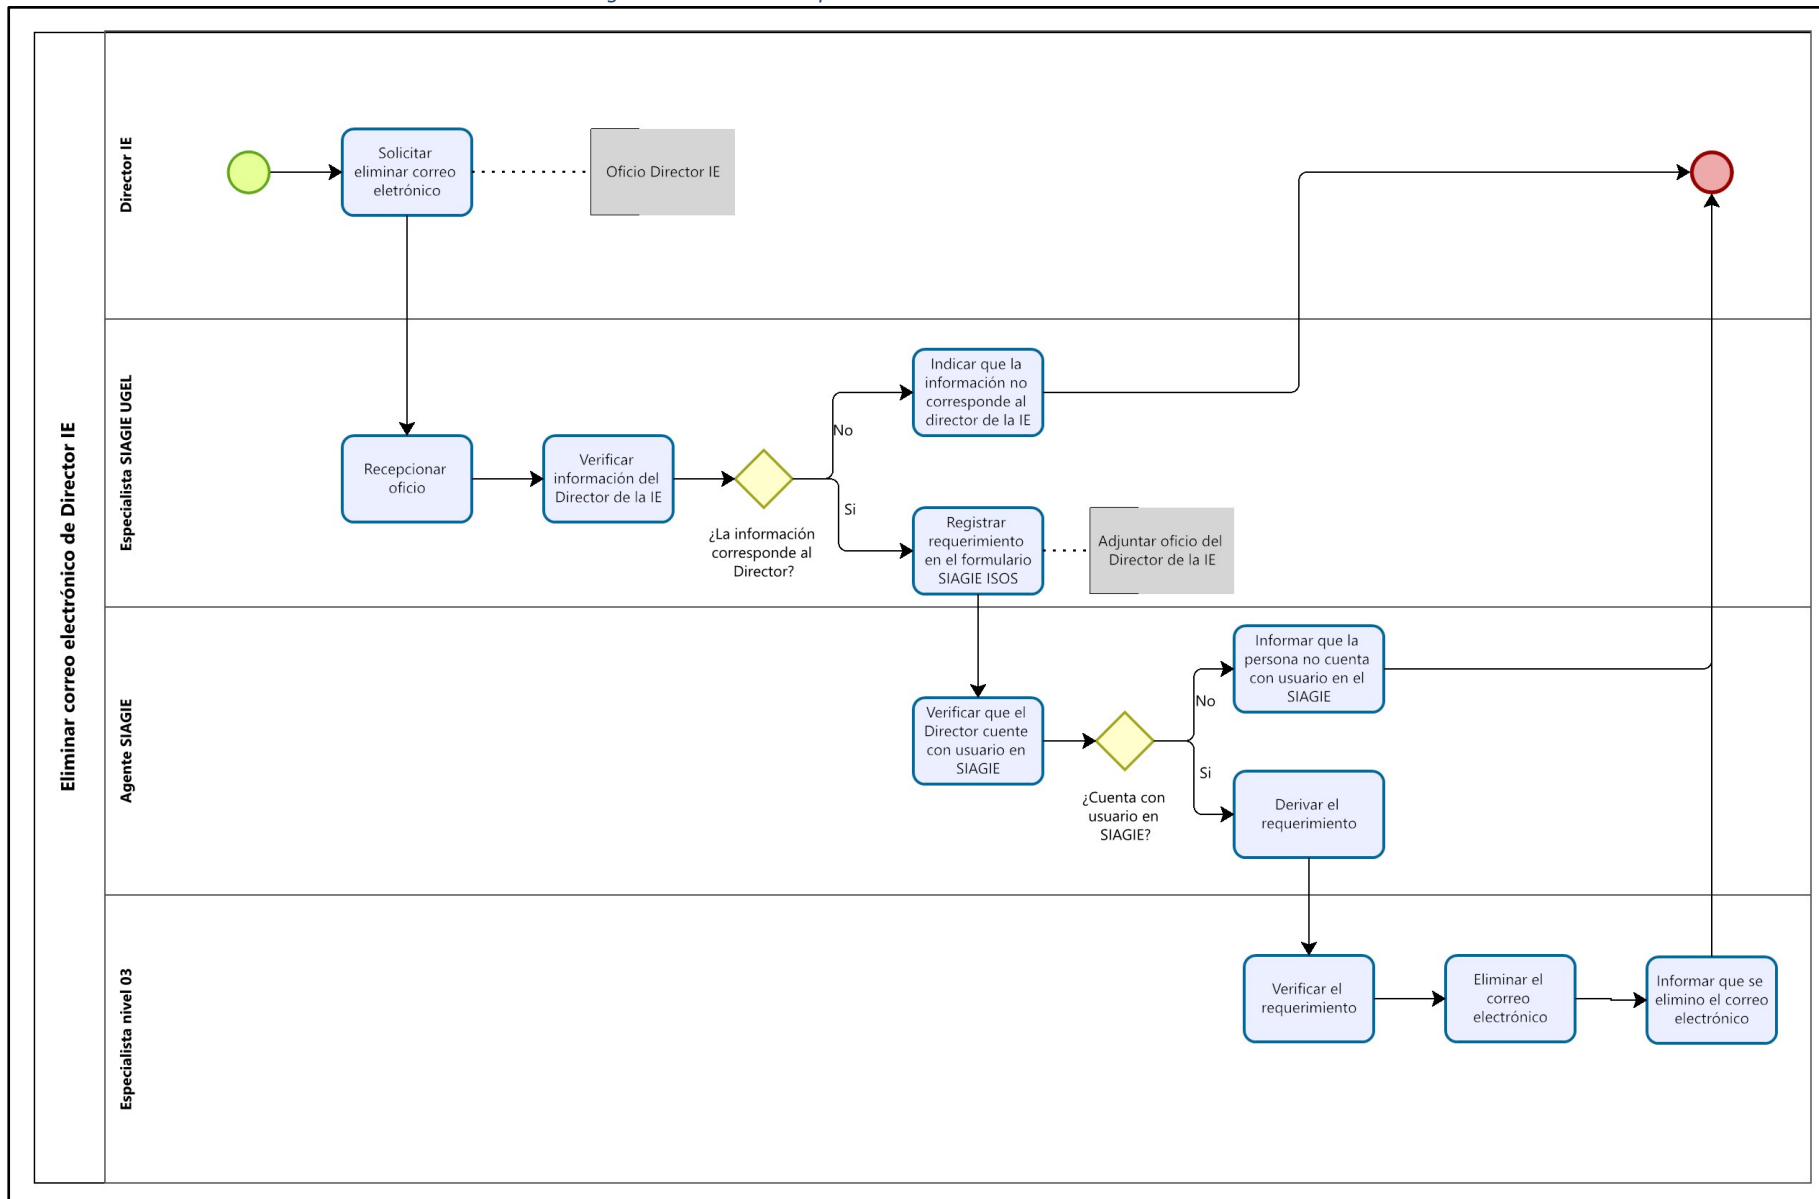 Eliminar correo electrónico de Director IE
Director IE
Solicitar
eliminar correo
eletrónico
Oficio Director IE
Especialista SIAGIE UGEL
Recepcionar
oficio
Verificar
información del
Director de la IE
¿La información
corresponde al
Director?
No
Si
Indicar que la
información no
corresponde al
director de la IE
Registrar
requerimiento
en el formulario
SIAGIE ISOS
Adjuntar oficio del
Director de la IE
Agente SIAGIE
Verificar que el
Director cuente
con usuario en
SIAGIE
¿Cuenta con
usuario en
SIAGIE?
No
Si
Informar que la
persona no cuenta
con usuario en el
SIAGIE
Derivar el
requerimiento
Especialista nivel 03
Verificar el
requerimiento
Eliminar el
correo
electrónico
Informar que se
elimino el correo
electrónico